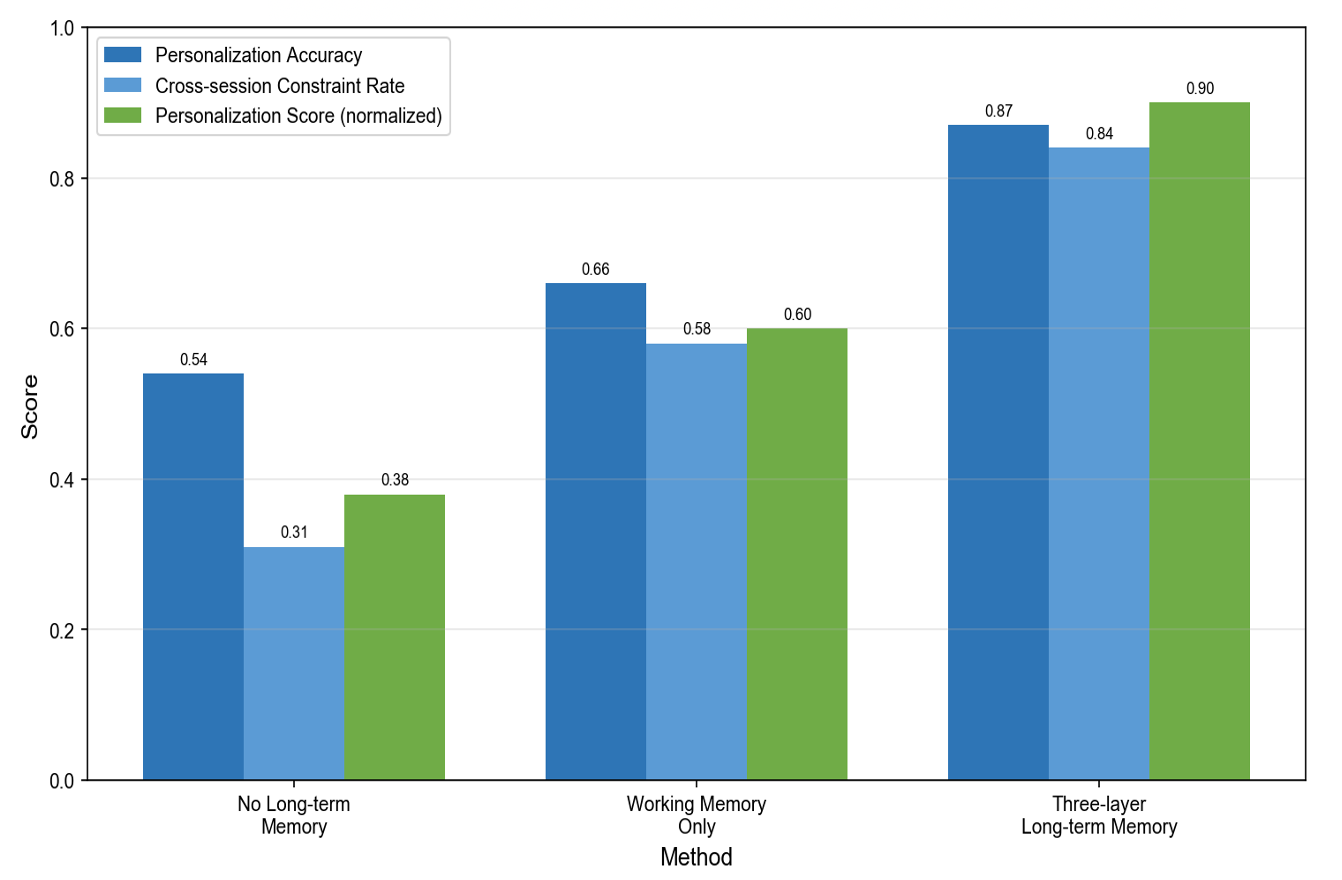 1.0
0.8
0.6
0.4
0.2
0.0
Score
Personalization Accuracy
Cross-session Constraint Rate
Personalization Score (normalized)
0.54
0.31
0.38
0.66
0.58
0.60
0.87
0.84
0.90
No Long-term
Memory
Working Memory
Only
Three-layer
Long-term Memory
Method